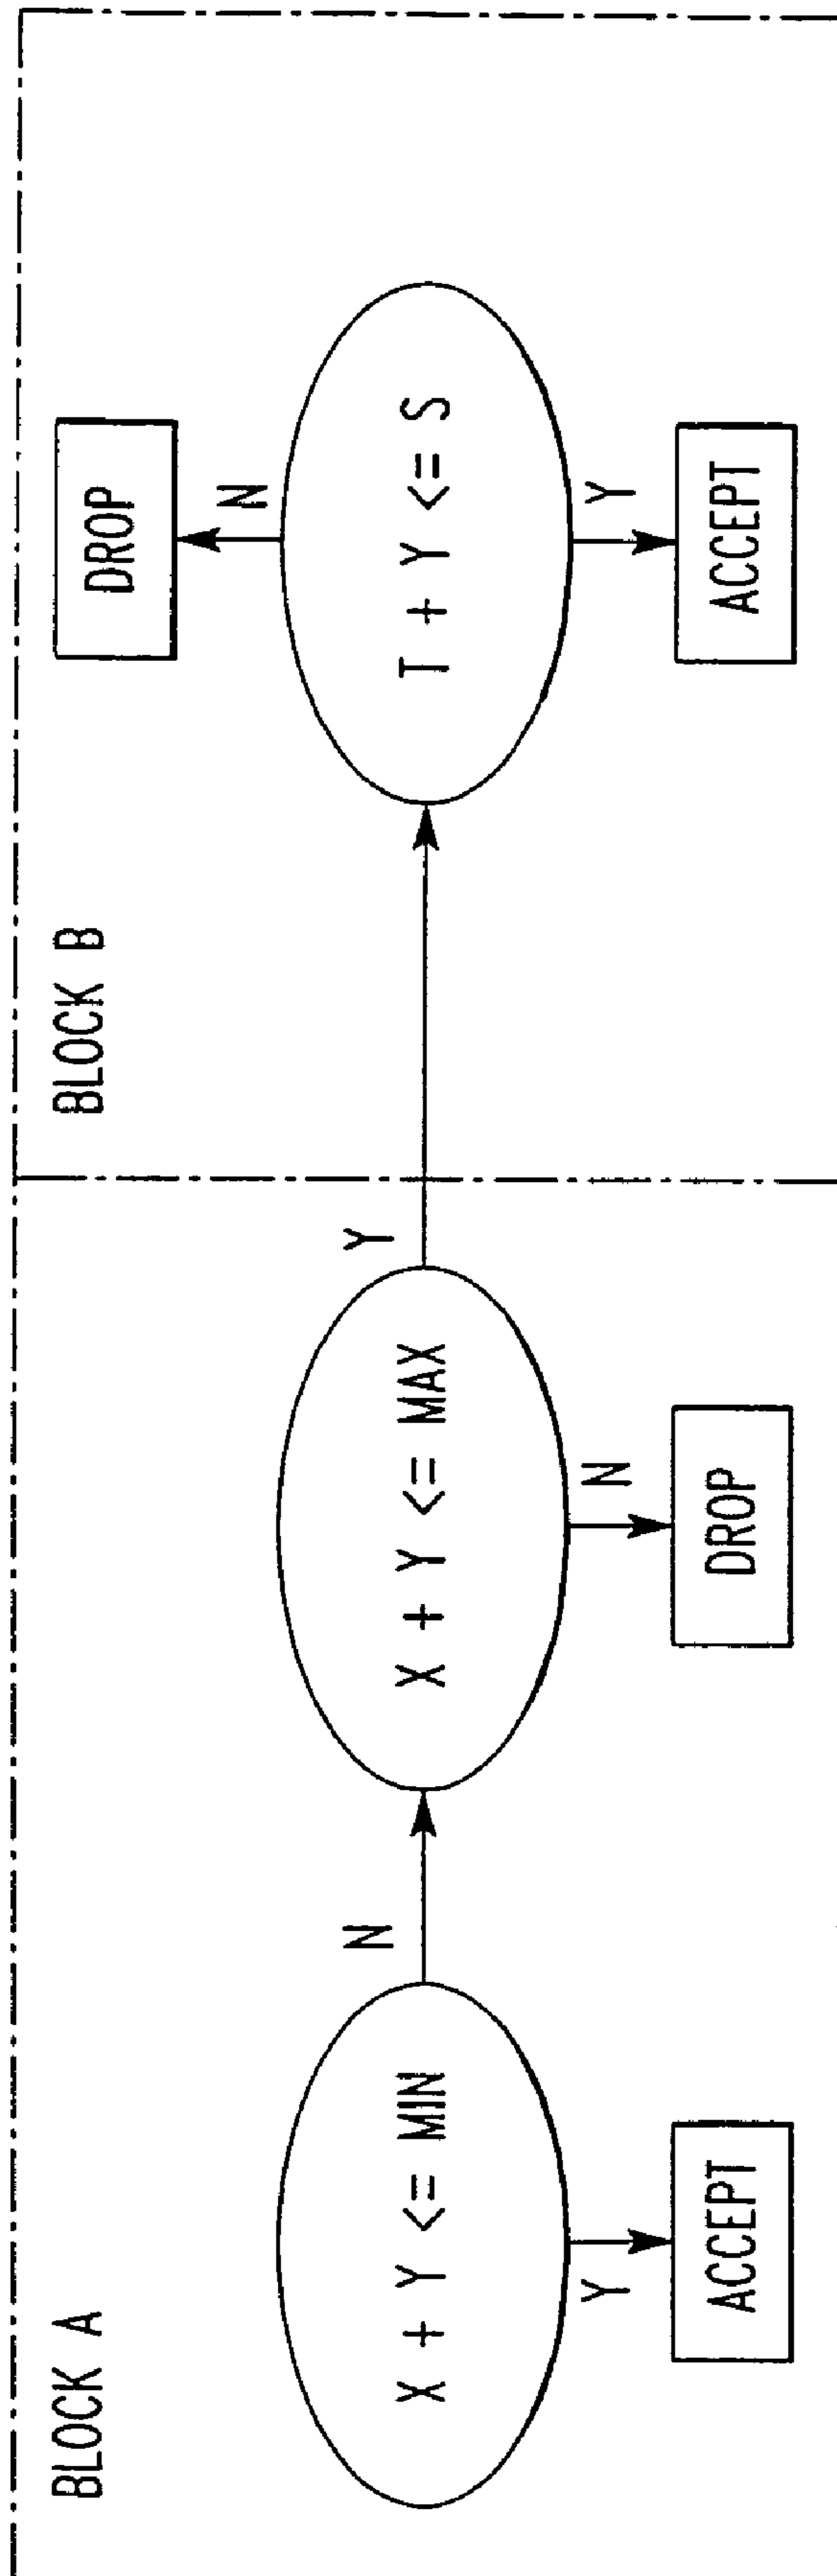 BLOCK A
X + Y <= MIN
Y
ACCEPT
N
X + Y <= MAX
N
DROP
Y
BLOCK B
T + Y <= S
N
DROP
Y
ACCEPT